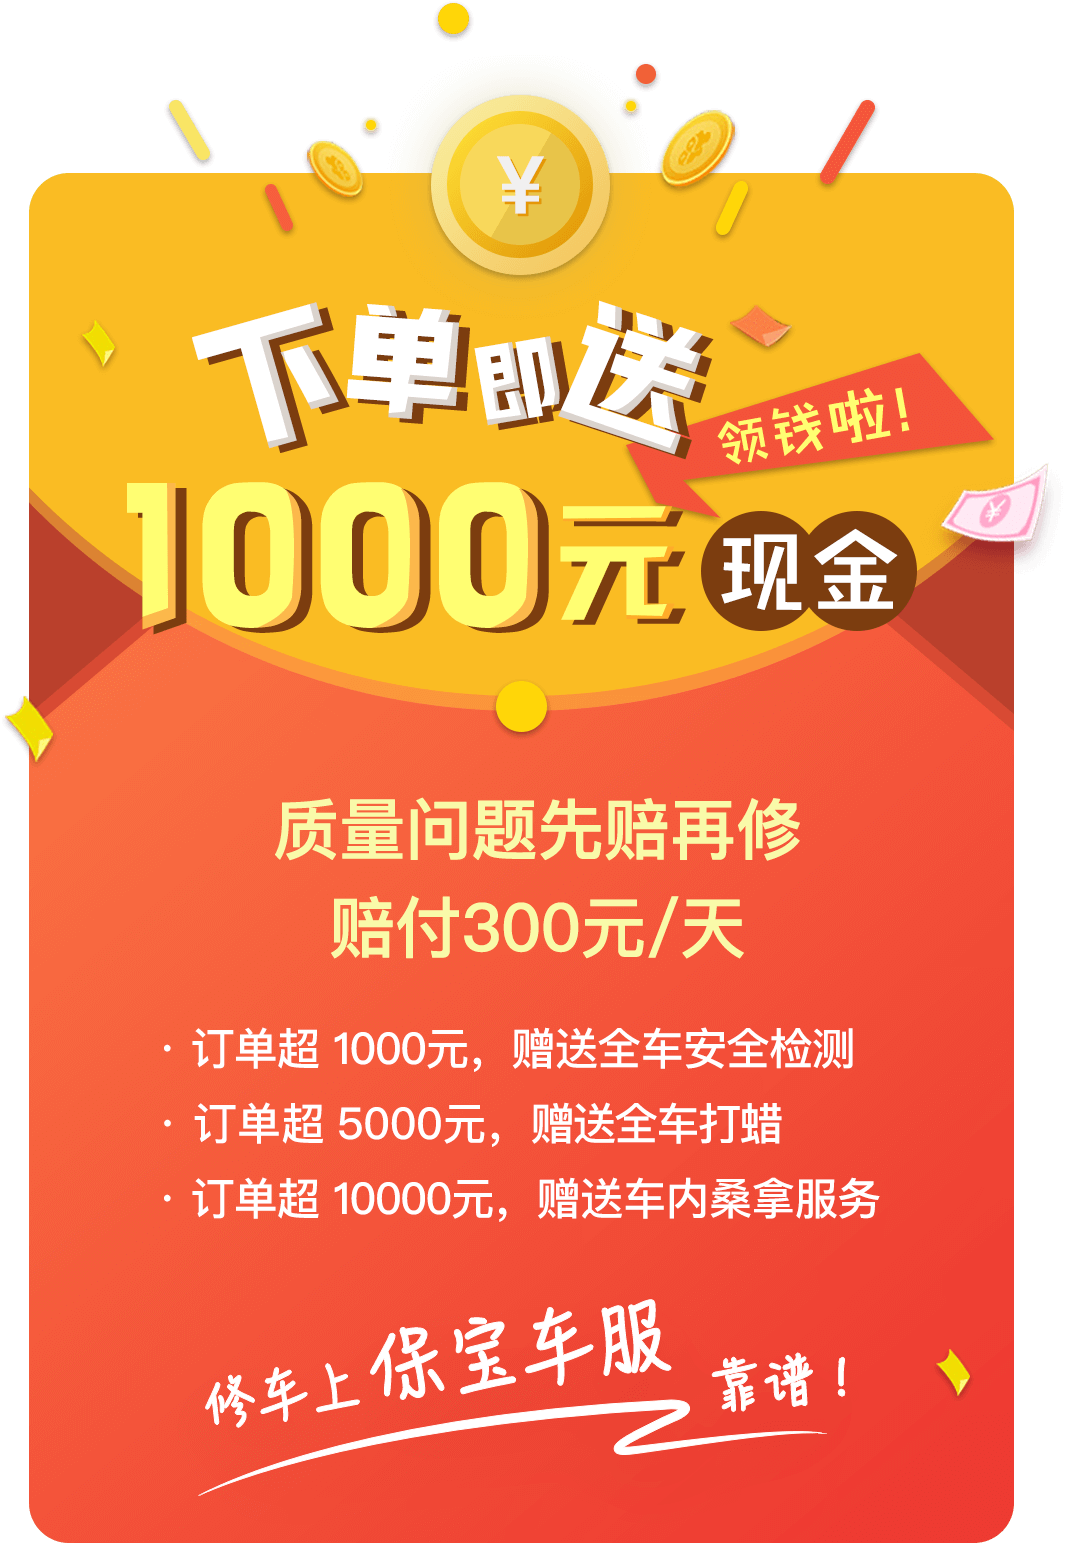 ¥
下单即送
领钱啦!
1000元现金
¥
质量问题先赔再修
赔付300元/天
· 订单超 1000元，赠送全车安全检测
· 订单超 5000元，赠送全车打蜡
· 订单超 10000元，赠送车内桑拿服务
修车上保宝车服 靠谱！